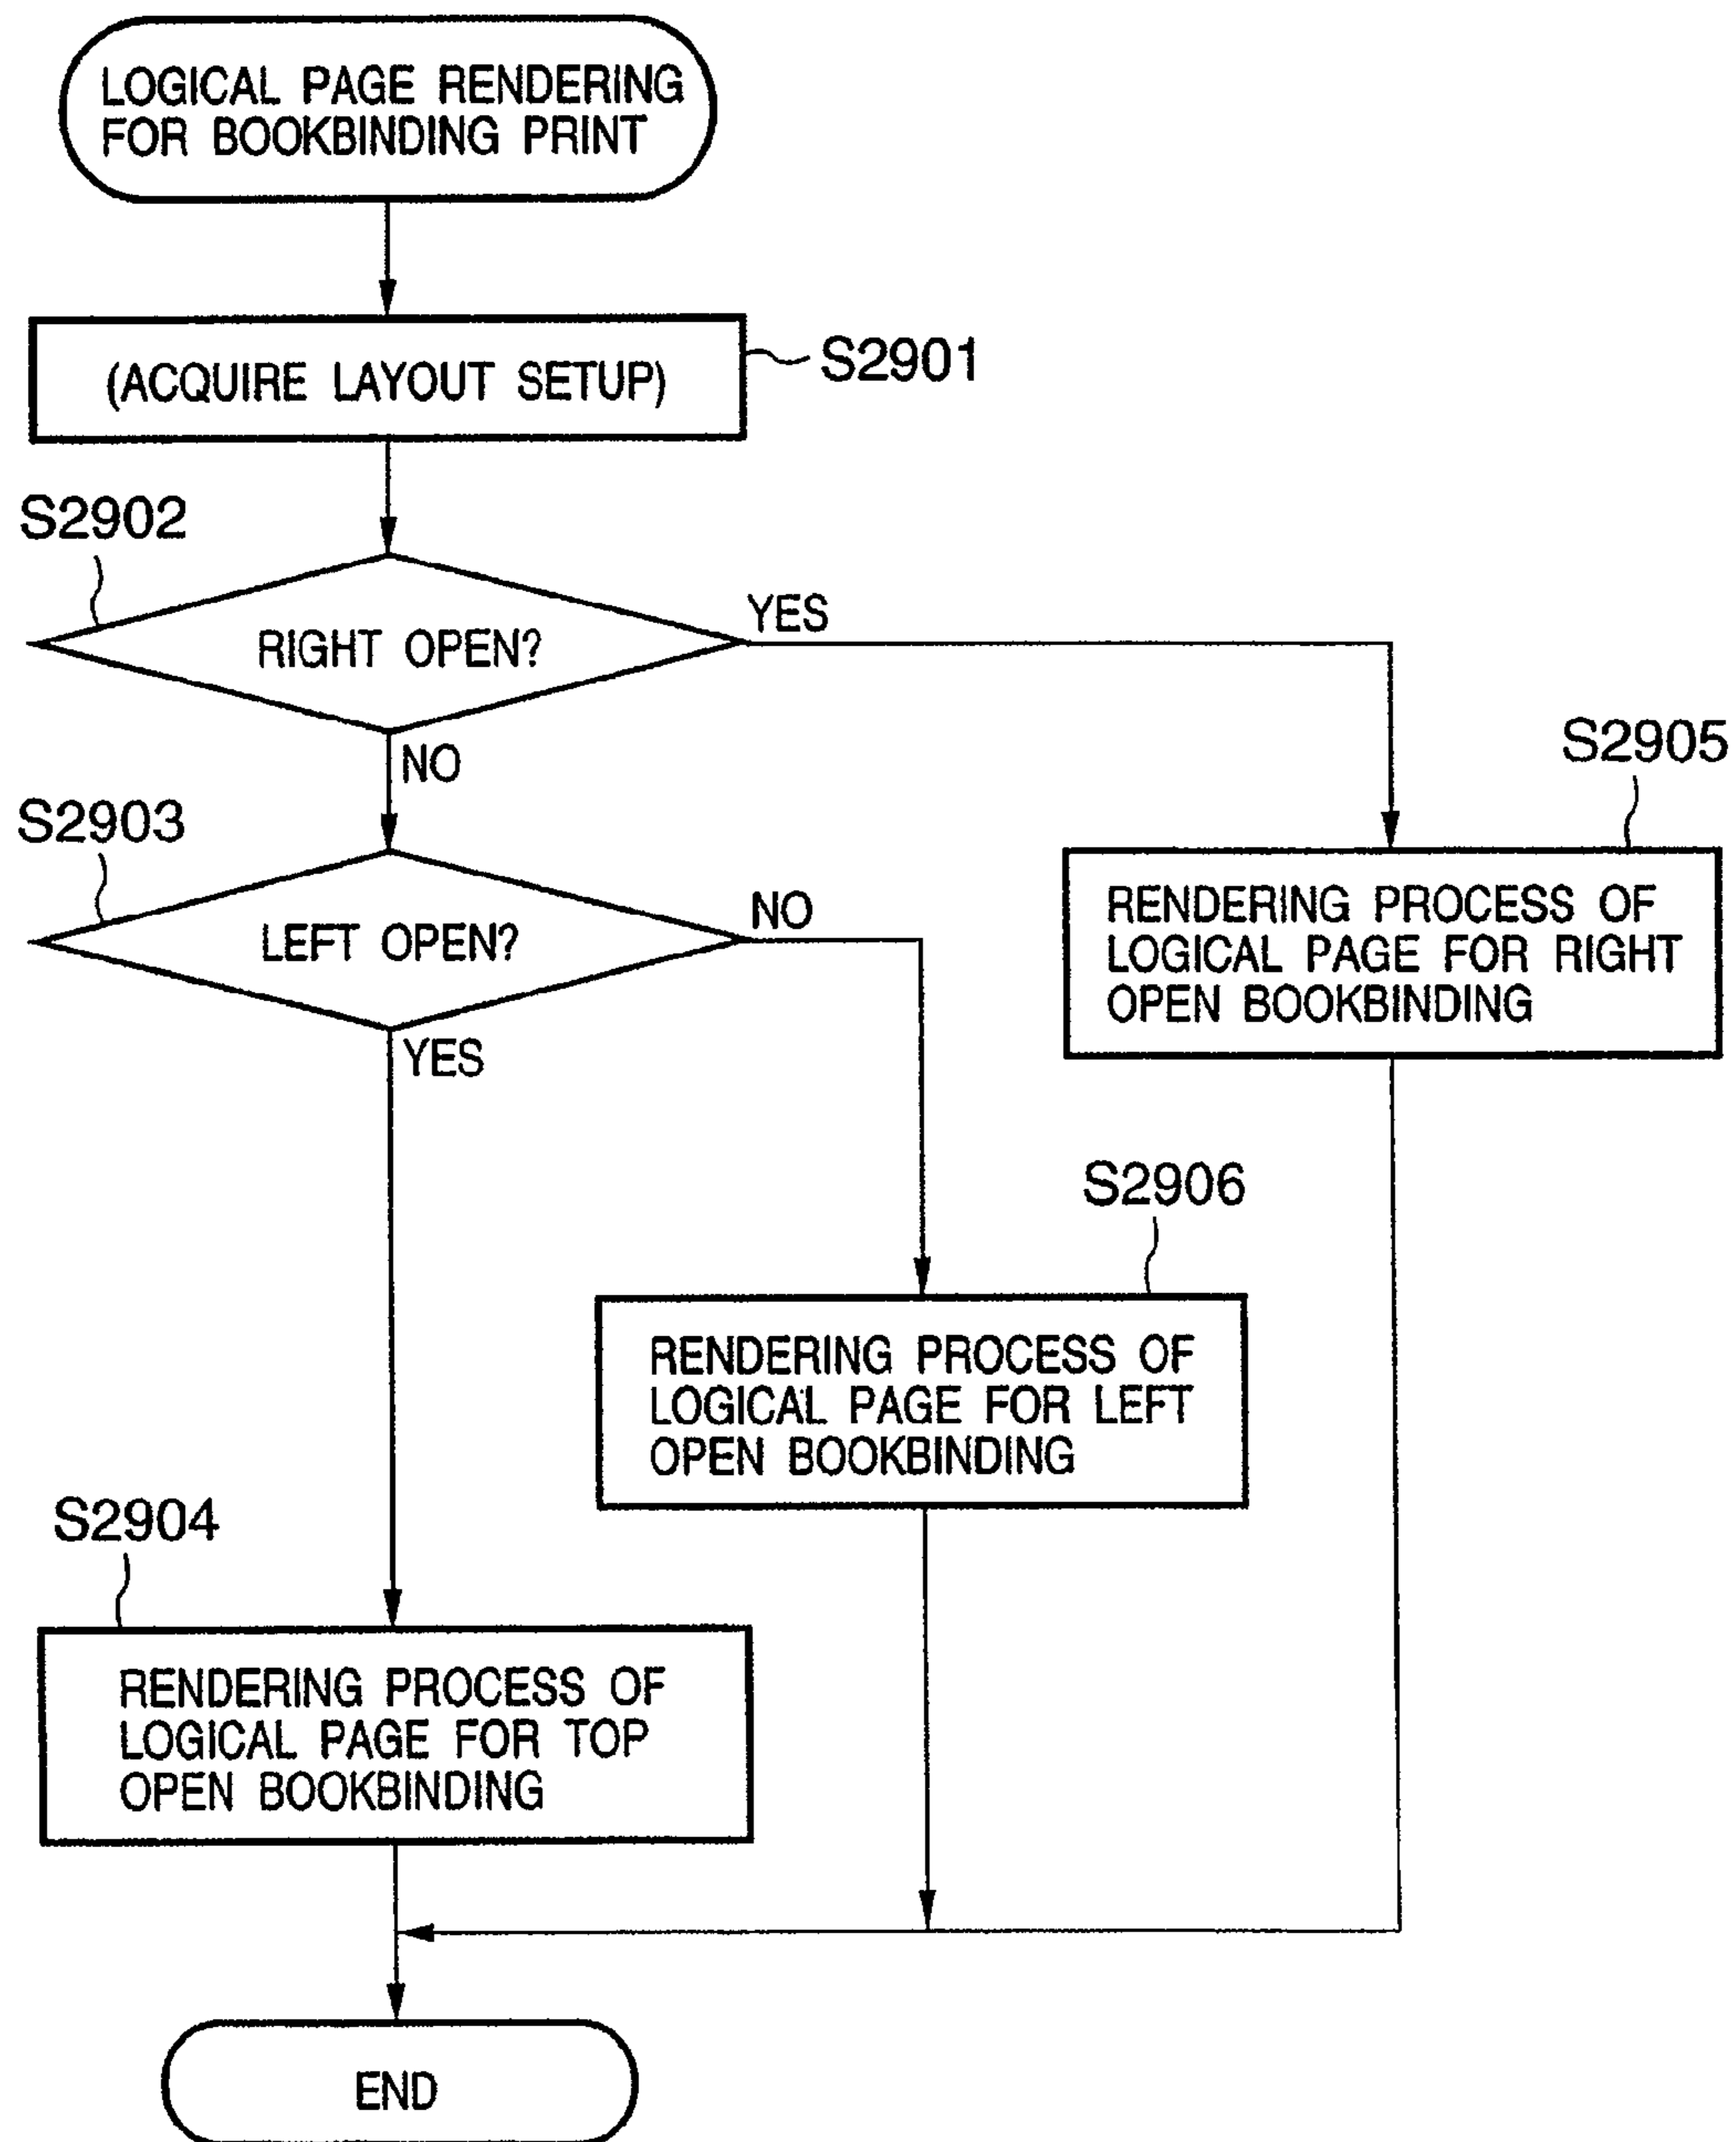 LOGICAL PAGE RENDERING
FOR BOOKBINDING PRINT
(ACQUIRE LAYOUT SETUP)
S2901
S2902
RIGHT OPEN?
YES
NO
S2903
LEFT OPEN?
NO
YES
S2905
RENDERING PROCESS OF
LOGICAL PAGE FOR RIGHT
OPEN BOOKBINDING
S2906
RENDERING PROCESS OF
LOGICAL PAGE FOR LEFT
OPEN BOOKBINDING
S2904
RENDERING PROCESS OF
LOGICAL PAGE FOR TOP
OPEN BOOKBINDING
END